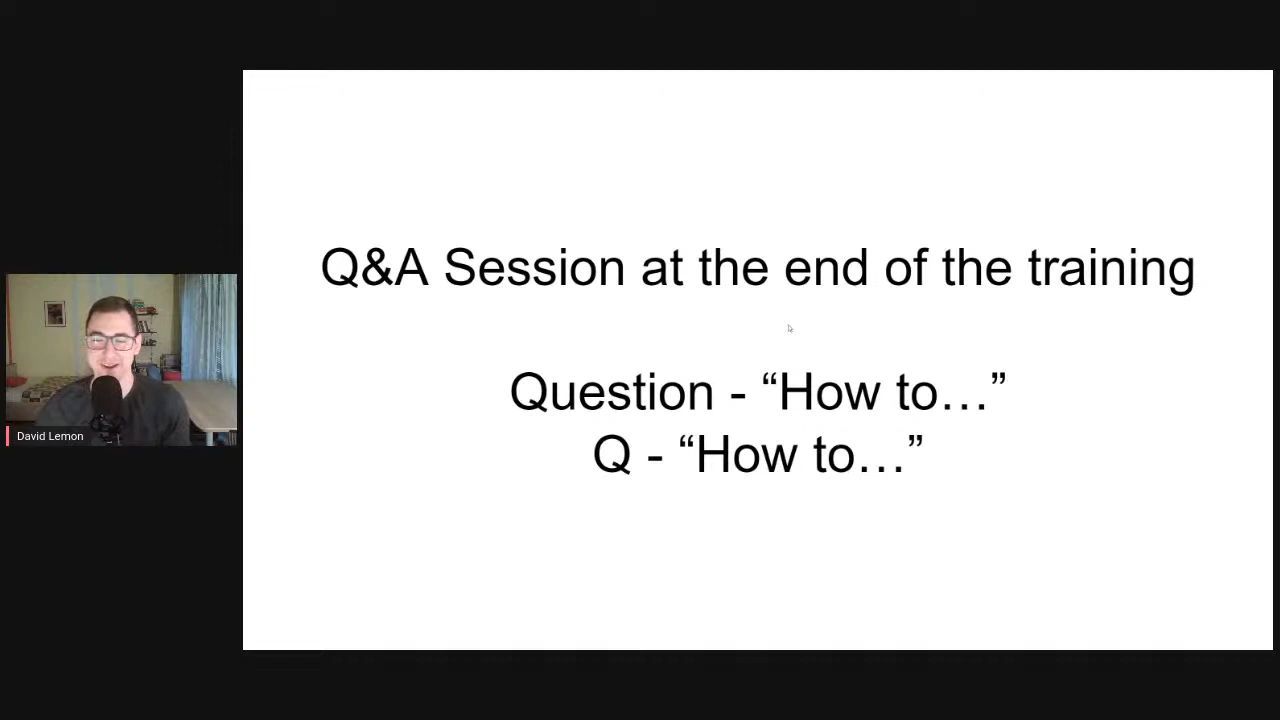 Q&A Session at the end of the training
Question - “How to…”
Q - “How to…”
David Lemon